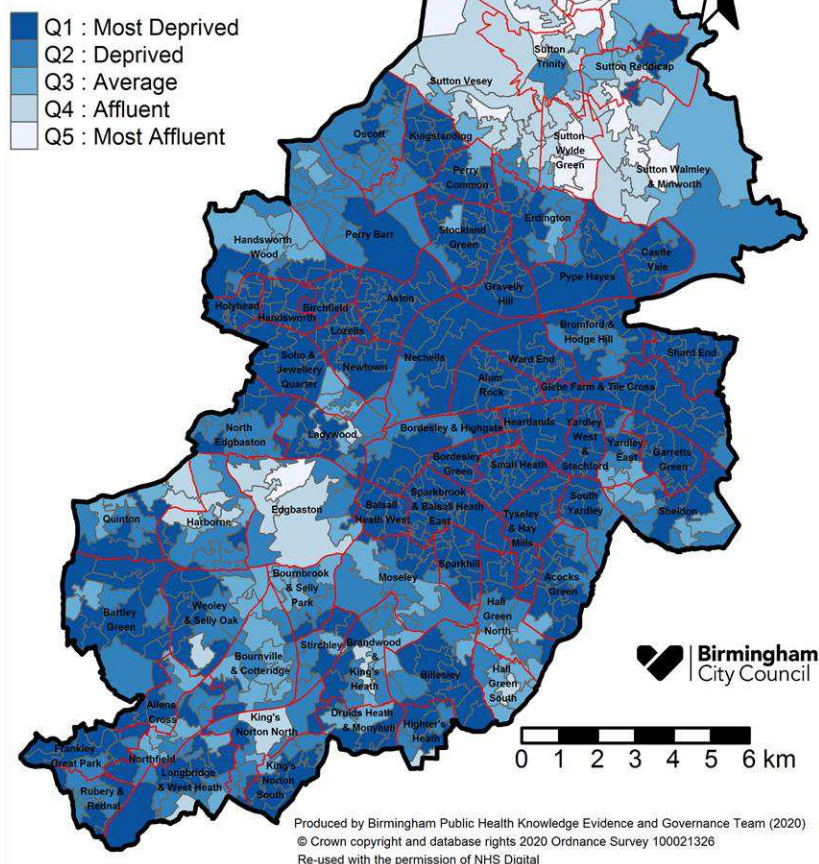 Q1 : Most Deprived
Q2 : Deprived
Q3 : Average
Q4 : Affluent
Q5 : Most Affluent
Sutton
Trinity
Sutton Reddicap
Sutton Vesey
Oscott
Kingstanding
Sutton
Wylde
Green
Sutton Walmley
& Minworth
Perry
Common
Erdington
Perry Barr
Stockland
Green
Handsworth
Wood
Castle
Vale
Pype Hayes
Gravelly
Hill
Aston
Holyhead
Birchfield
Handsworth
Lozells
Bromford &
Hodge Hill
Shard End
Soho &
Jewellery
Quarter
Newtown
Nechells
Ward End
Alum
Rock
Glebe Farm & Tile Cross
North
Edgbaston
Ladywood
Bordesley & Highgate
Heartlands
Yardley
West
&
Stechford
Yardley
East
Garretts
Green
Bordesley
Green
Small Heath
Edgbaston
Quinton
Harborne
Balsall
Heath West
Sparkbrook
& Balsall Heath
East
Tyseley
& Hay
Mills
South
Yardley
Sheldon
Sparkhill
Acocks
Green
Bournbrook
& Selly
Park
Moseley
Bartley
Green
Weoley
& Selly Oak
Hall
Green
North
Bournville
& Cotteridge
Stirchley
Brandwood
&
King's
Heath
Billesley
Hall
Green
South
Allens
Cross
King's
Norton North
Druids Heath
& Monyhull
Highter's
Heath
Frankley
Great Park
Northfield
Longbridge
& West Heath
King's
Norton
South
Rubery &
Rednal
Birmingham
City Council
0 1 2 3 4 5 6 km
Produced by Birmingham Public Health Knowledge Evidence and Governance Team (2020)
© Crown copyright and database rights 2020 Ordnance Survey 100021326
Re-used with the permission of NHS Digital